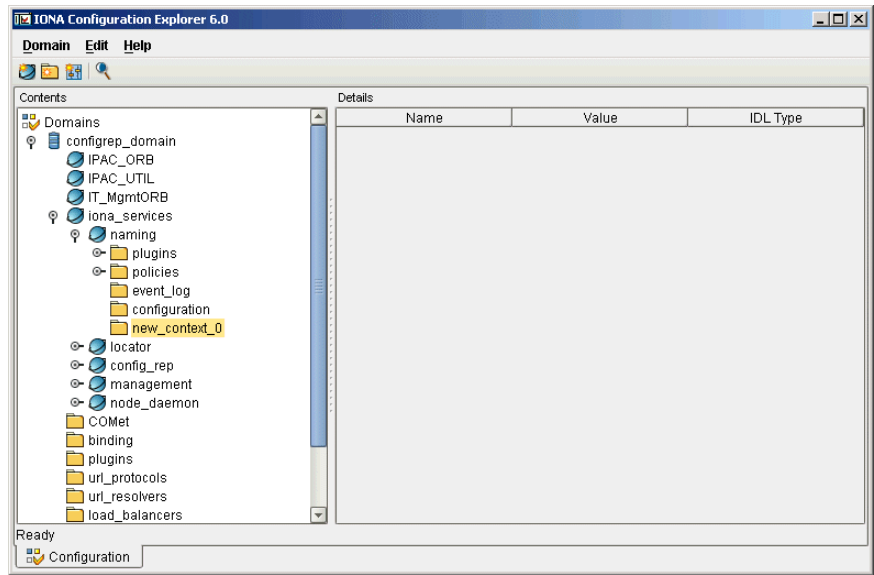 IONA Configuration Explorer 6.0
Domain Edit Help
Contents
Details
Domains
configrep_domain
IPAC_ORB
IPAC_UTIL
IT_MgmtORB
iona_services
naming
plugins
policies
event_log
configuration
new_context_0
locator
config_rep
management
node_daemon
COMet
binding
plugins
url_protocols
url_resolvers
load_balancers
Name Value IDL Type
Ready
Configuration